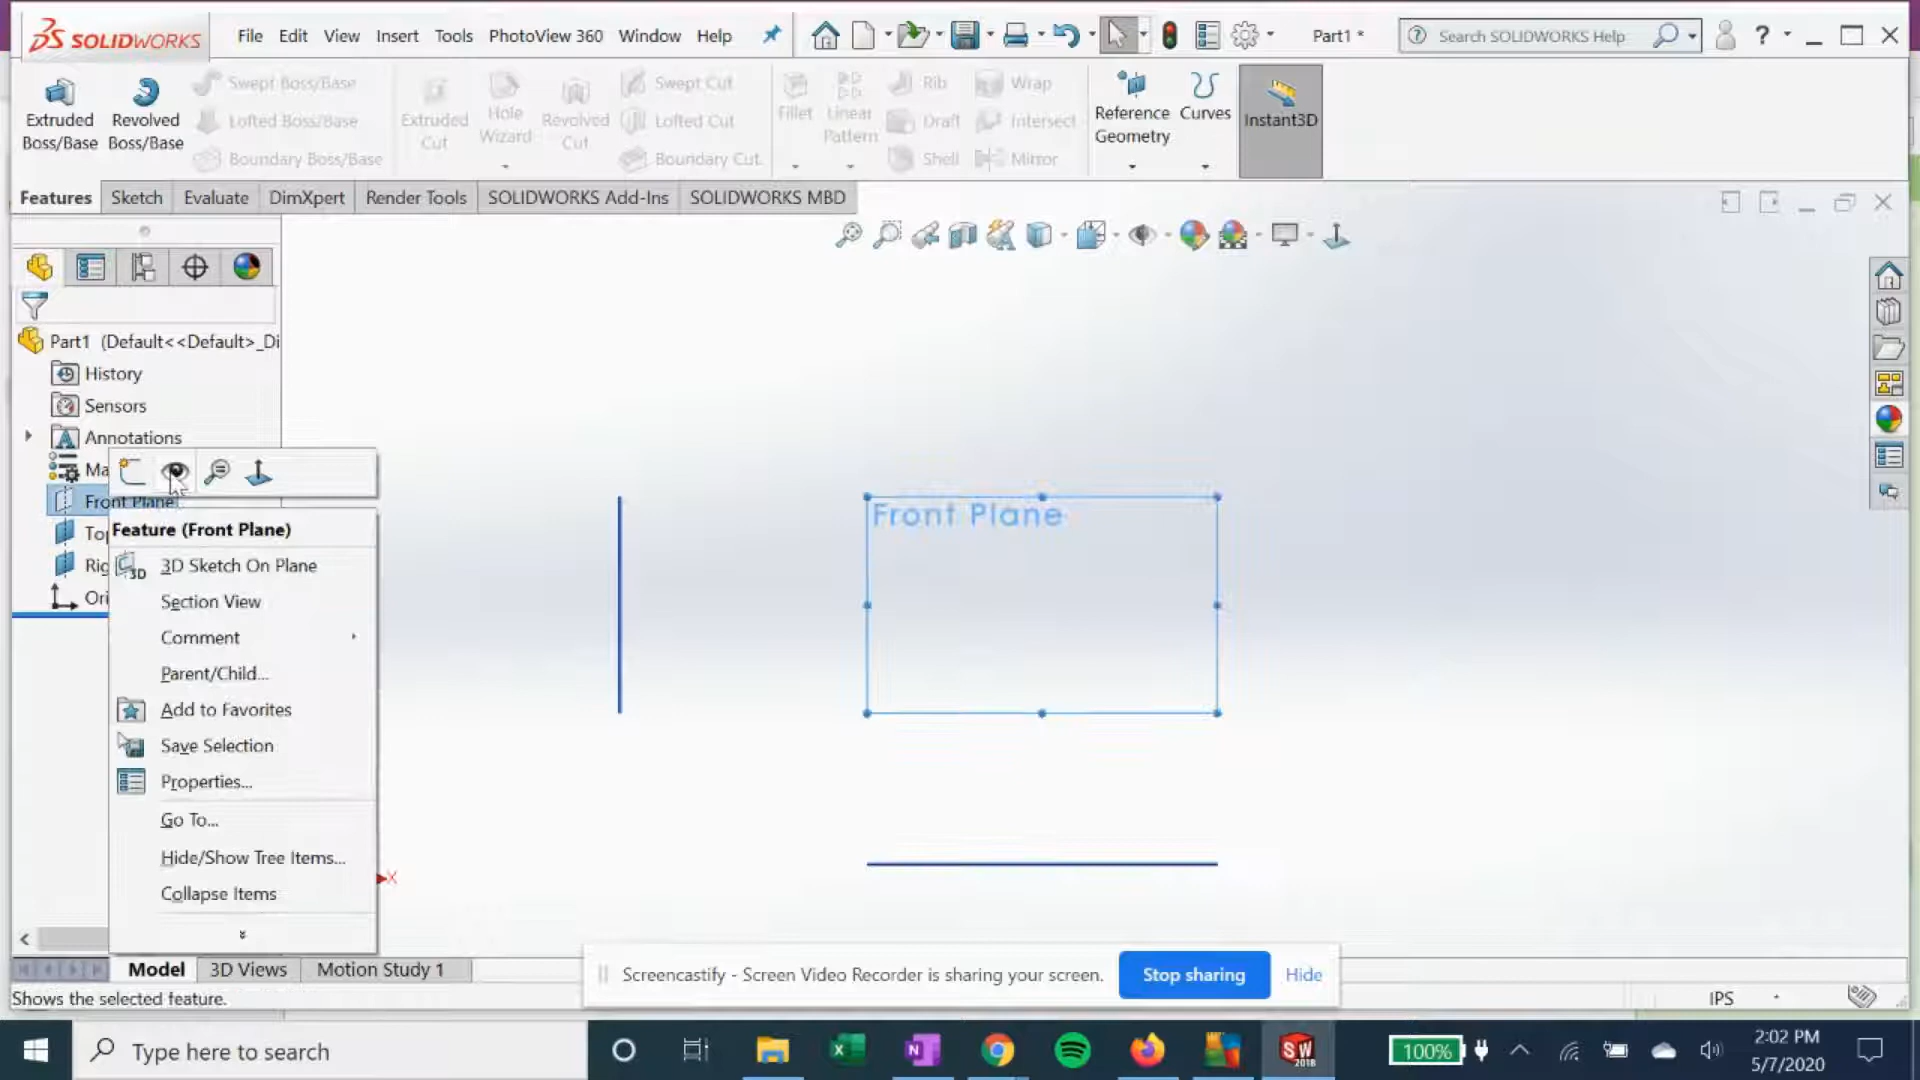 SOLIDWORKS File Edit View Insert Tools PhotoView 360 Window Help Part1 * Search SOLIDWORKS Help ?
Extruded Boss/Base
Revolved Boss/Base
Swept Boss/Base
Lofted Boss/Base
Boundary Boss/Base
Extruded Cut
Hole Wizard
Revolved Cut
Swept Cut
Lofted Cut
Boundary Cut
Fillet
Linear Pattern
Rib
Draft
Shell
Wrap
Intersect
Mirror
Reference Geometry
Curves
Instant3D
Features Sketch Evaluate DimXpert Render Tools SOLIDWORKS Add-Ins SOLIDWORKS MBD
Part1 (Default<<Default>_Di
History
Sensors
Annotations
Ma
Front Plane
Top
Rig
Ori
Feature (Front Plane)
3D Sketch On Plane
Section View
Comment
Parent/Child...
Add to Favorites
Save Selection
Properties...
Go To...
Hide/Show Tree Items...
Collapse Items
Front Plane
X
Model 3D Views Motion Study 1
Screencastify - Screen Video Recorder is sharing your screen. Stop sharing Hide
Shows the selected feature.
IPS
Type here to search
SW 2018
100%
2:02 PM
5/7/2020